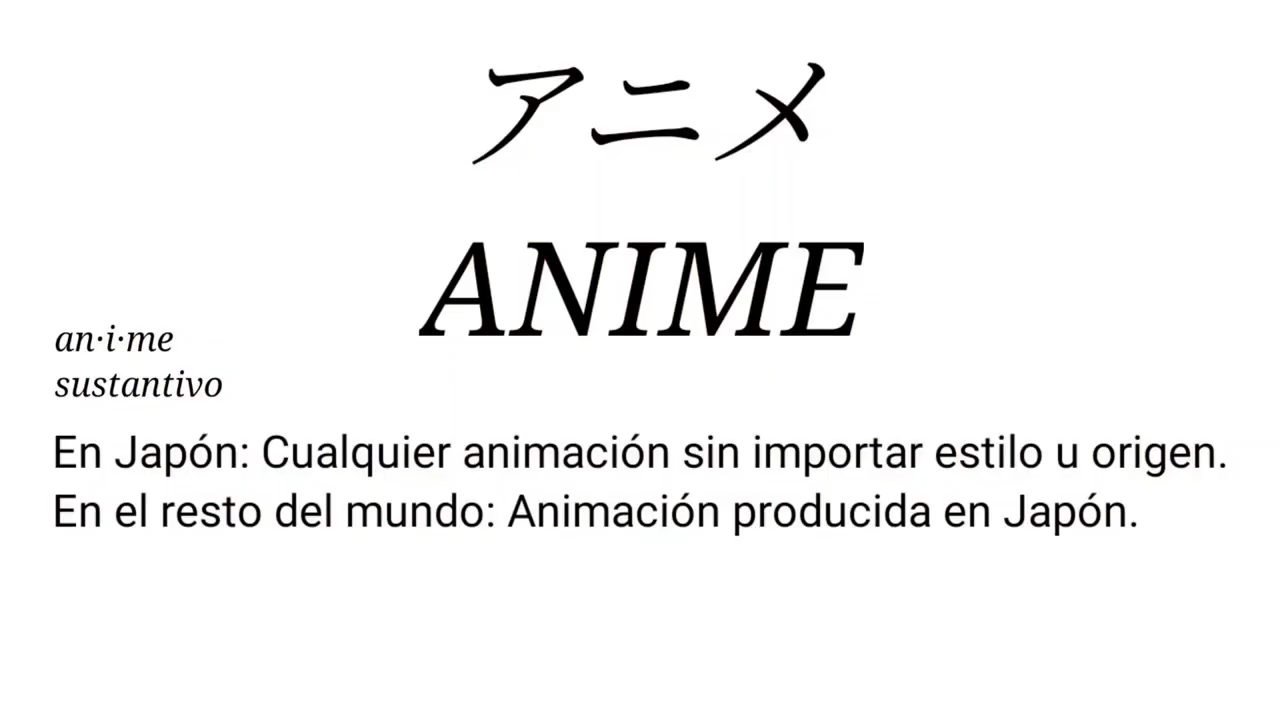 アニメ
ANIME
an·i·me
sustantivo
En Japón: Cualquier animación sin importar estilo u origen.
En el resto del mundo: Animación producida en Japón.